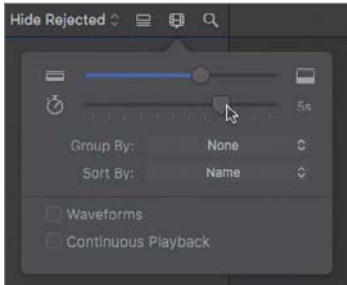 Hide Rejected
5s
Group By: None
Sort By: Name
Waveforms
Continuous Playback